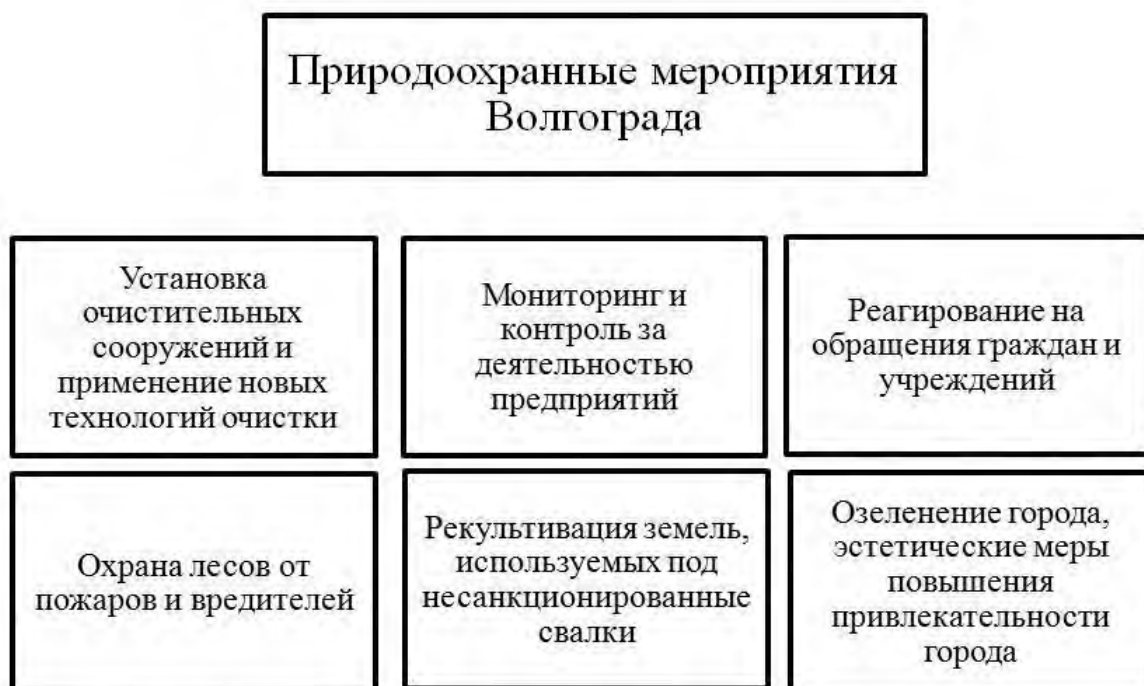 Природоохранные мероприятия
Волгограда
Установка
очистительных
сооружений и
применение новых
технологий очистки
Мониторинг и
контроль за
деятельностью
предприятий
Реагирование на
обращения граждан и
учреждений
Охрана лесов от
пожаров и вредителей
Рекультивация земель,
используемых под
несанкционированные
свалки
Озеленение города,
эстетические меры
повышения
привлекательности
города